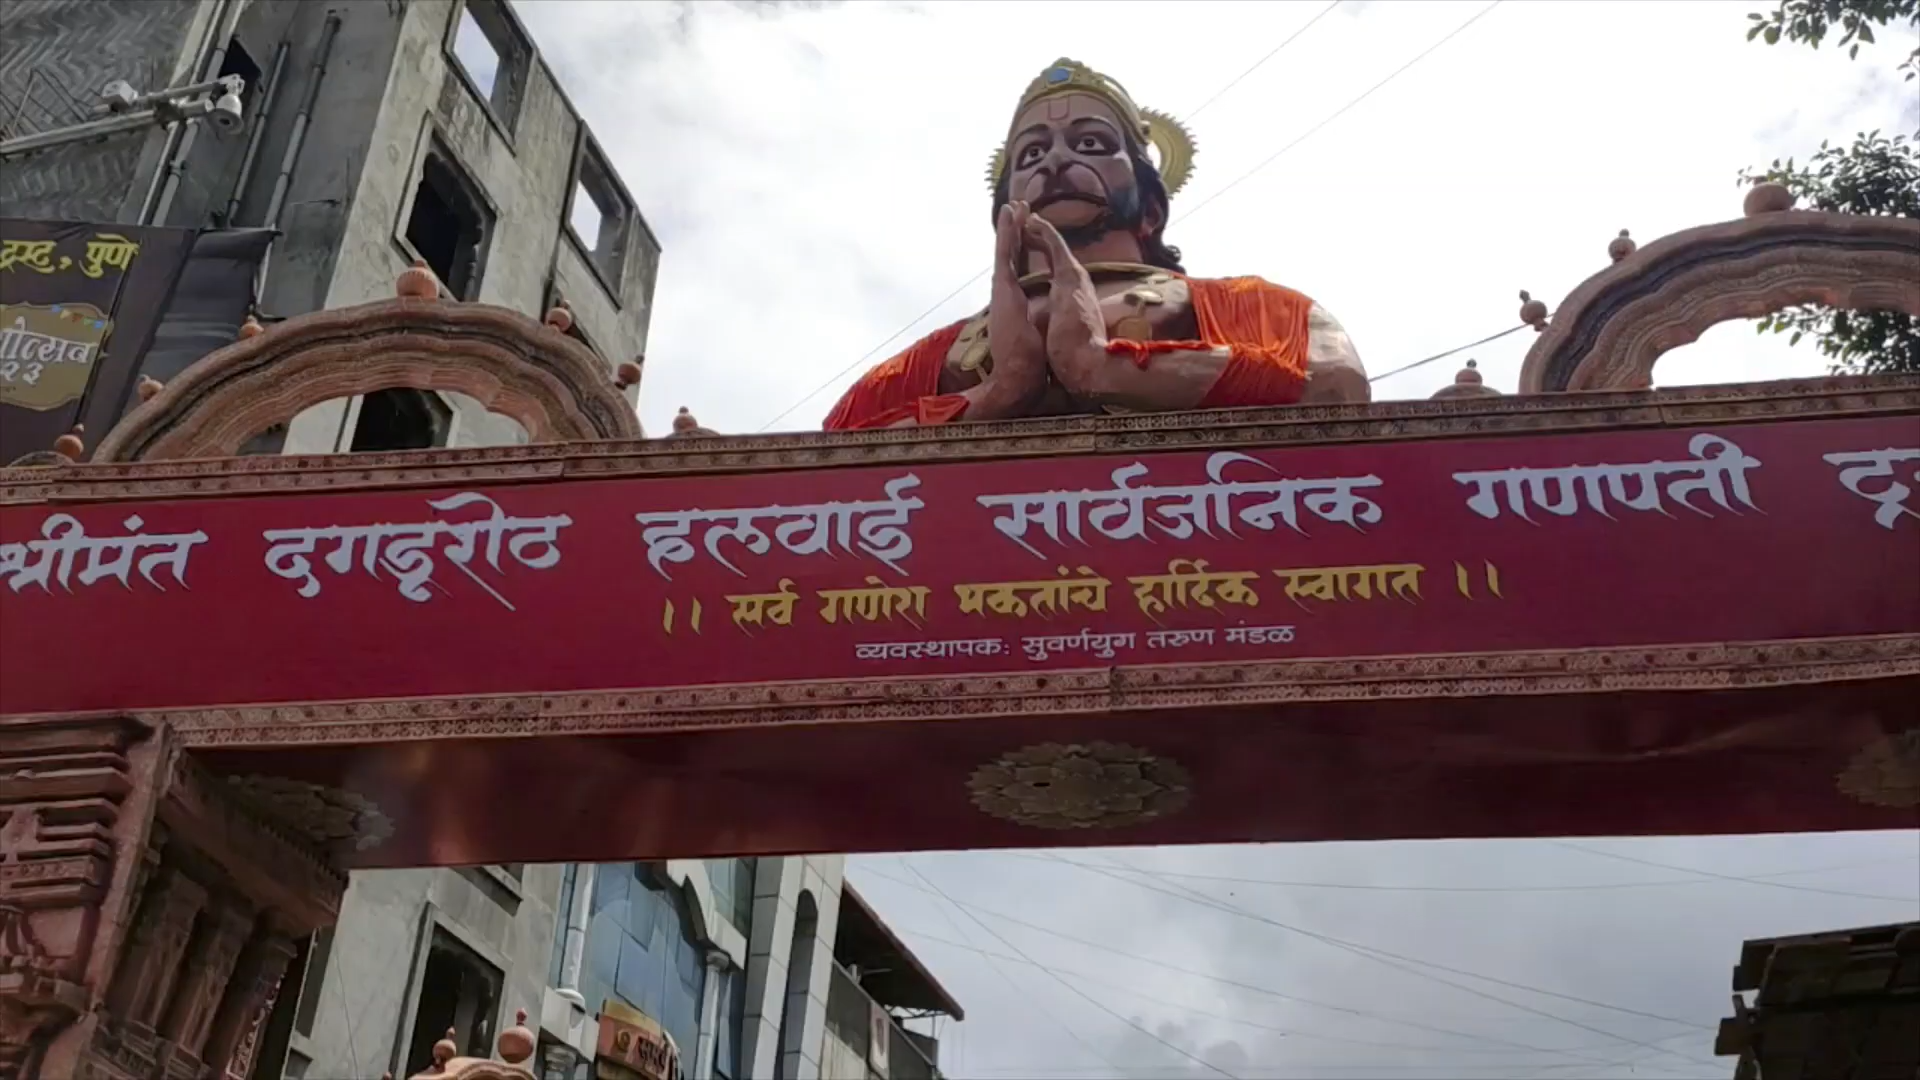 ट्रस्ट, पुणे
श्रीमंत दगडूशेठ हलवाई सार्वजनिक गणपती
।। सर्व गणेश भक्तांचे हार्दिक स्वागत ।।
व्यवस्थापक: सुवर्णयुग तरुण मंडळ